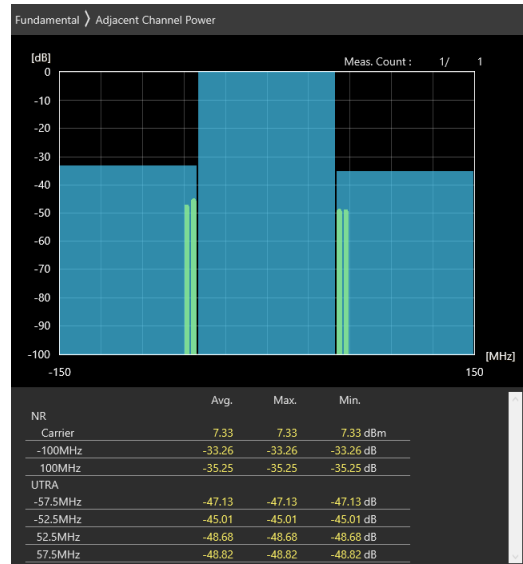 Fundamental 〉 Adjacent Channel Power
[dB]
Meas. Count : 1/ 1
0
-10
-20
-30
-40
-50
-60
-70
-80
-90
-100
[MHz]
-150 150
Avg. Max. Min.
NR
Carrier 7.33 7.33 7.33 dBm
-100MHz -33.26 -33.26 -33.26 dB
100MHz -35.25 -35.25 -35.25 dB
UTRA
-57.5MHz -47.13 -47.13 -47.13 dB
-52.5MHz -45.01 -45.01 -45.01 dB
52.5MHz -48.68 -48.68 -48.68 dB
57.5MHz -48.82 -48.82 -48.82 dB